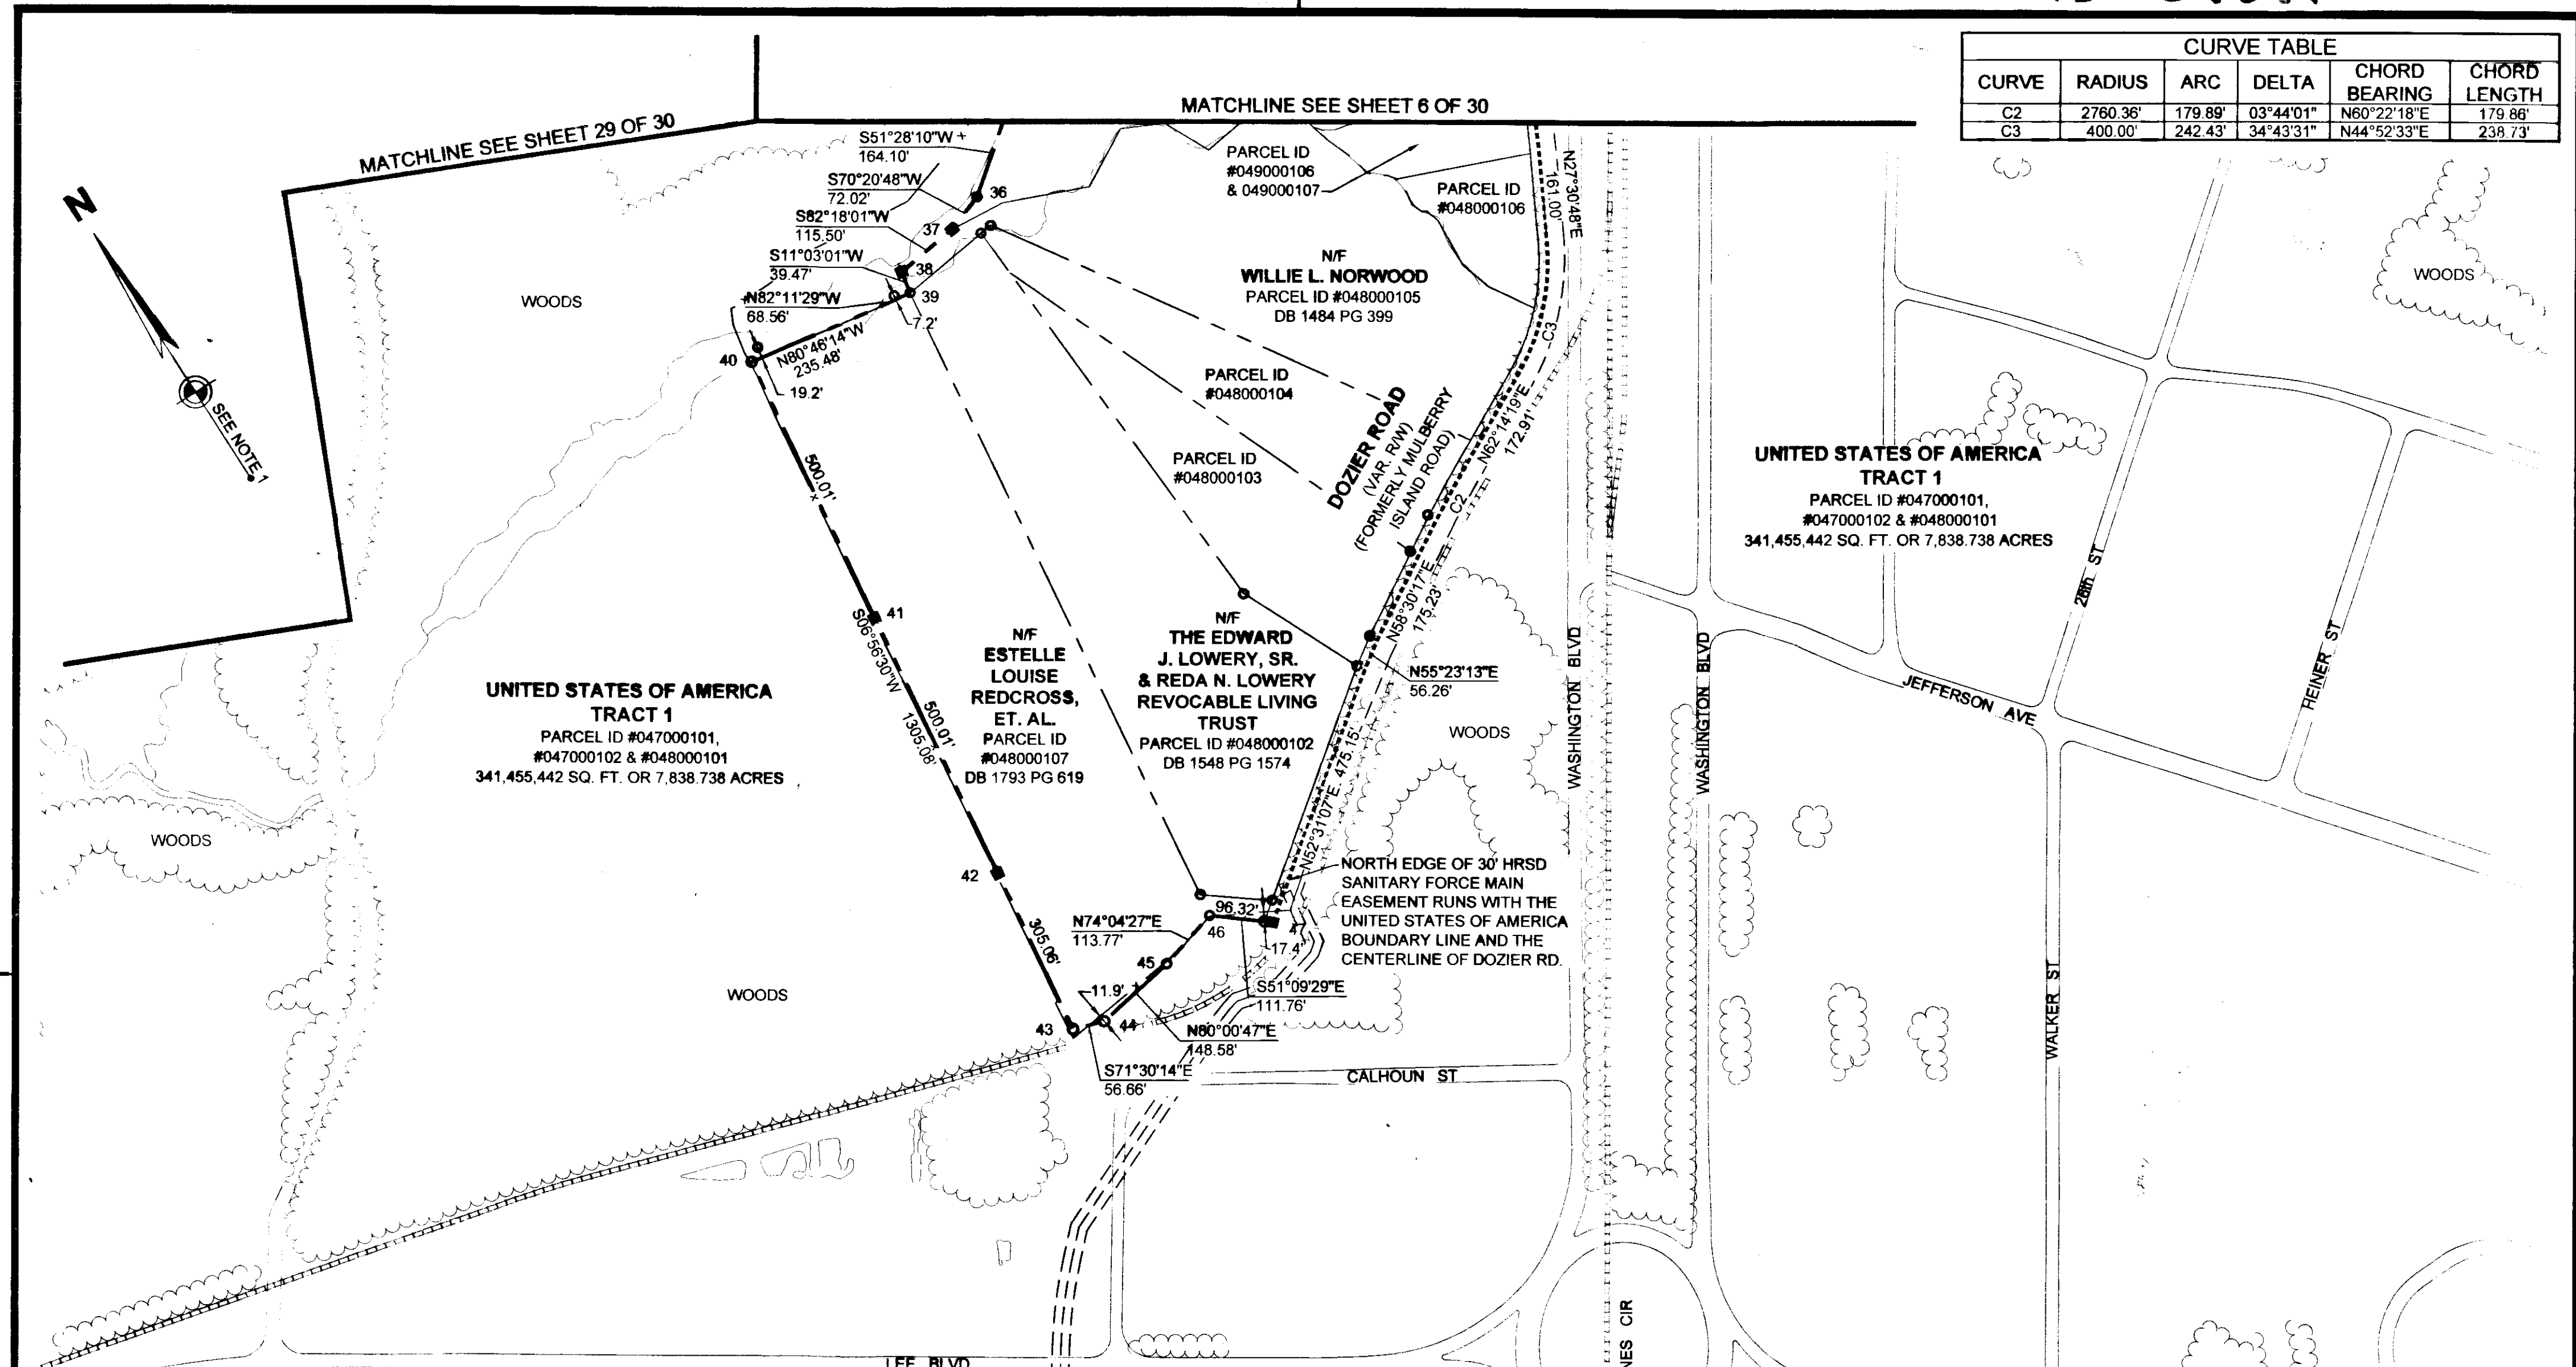 CURVE TABLE
CURVE RADIUS ARC DELTA CHORD BEARING CHORD LENGTH
C2 2760.36' 179.89' 03°44'01" N60°22'18"E 179.86'
C3 400.00' 242.43' 34°43'31" N44°52'33"E 238.73'
MATCHLINE SEE SHEET 6 OF 30
MATCHLINE SEE SHEET 29 OF 30
N
SEE NOTE 1
S51°28'10"W
164.10'
S70°20'48"W
72.02'
S82°18'01"W
115.50'
S11°03'01"W
39.47'
N82°11'29"W
68.56'
36
37
38
39
7.2'
40
N80°46'14"W
235.48'
19.2'
WOODS
PARCEL ID
#049000106
& 049000107
PARCEL ID
#048000106
N27°30'48"E
161.00'
N/F
WILLIE L. NORWOOD
PARCEL ID #048000105
DB 1484 PG 399
C3
PARCEL ID
#048000104
PARCEL ID
#048000103
DOZIER ROAD
(VAR. R/W)
(FORMERLY MULBERRY
ISLAND ROAD)
N62°14'19"E
172.91'
C2
N58°30'17"E
175.23'
N55°23'13"E
56.26'
WOODS
UNITED STATES OF AMERICA
TRACT 1
PARCEL ID #047000101,
#047000102 & #048000101
341,455,442 SQ. FT. OR 7,838.738 ACRES
500.01'
41
S06°56'30"W
1305.08'
500.01'
42
305.06'
43
UNITED STATES OF AMERICA
TRACT 1
PARCEL ID #047000101,
#047000102 & #048000101
341,455,442 SQ. FT. OR 7,838.738 ACRES
N/F
ESTELLE
LOUISE
REDCROSS,
ET. AL.
PARCEL ID
#048000107
DB 1793 PG 619
N/F
THE EDWARD
J. LOWERY, SR.
& REDA N. LOWERY
REVOCABLE LIVING
TRUST
PARCEL ID #048000102
DB 1548 PG 1574
N52°31'07"E 475.15'
WOODS
WASHINGTON BLVD
WASHINGTON BLVD
26th ST
HEINER ST
JEFFERSON AVE
WALKER ST
WOODS
WOODS
NORTH EDGE OF 30' HRSD
SANITARY FORCE MAIN
EASEMENT RUNS WITH THE
UNITED STATES OF AMERICA
BOUNDARY LINE AND THE
CENTERLINE OF DOZIER RD.
N74°04'27"E
113.77'
96.32'
46
17.4'
45
S51°09'29"E
111.76'
11.9'
44
N80°00'47"E
148.58'
S71°30'14"E
56.66'
CALHOUN ST
LEE BLVD
CIR